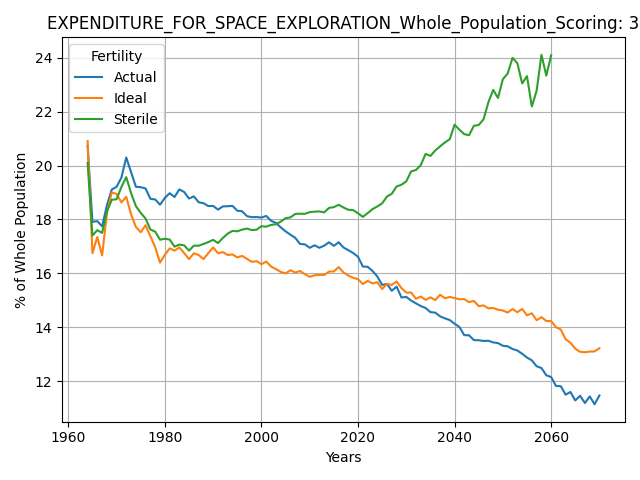 EXPENDITURE_FOR_SPACE_EXPLORATION_Whole_Population_Scoring: 3
Fertility
Actual
Ideal
Sterile
% of Whole Population
24
22
20
18
16
14
12
1960 1980 2000 2020 2040 2060
Years